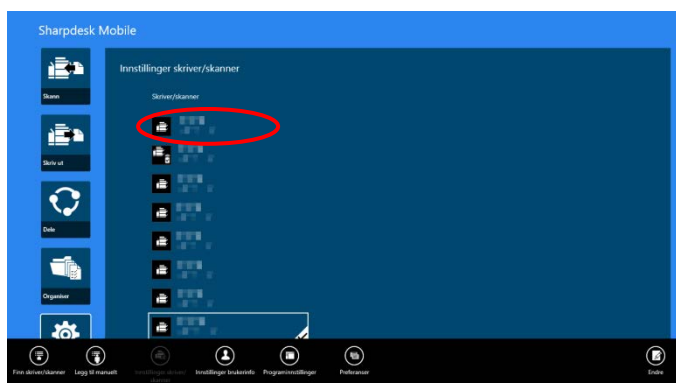 Sharpdesk Mobile
Innstillinger skriver/skanner
Skriver/skanner
Skann
Skriv ut
Dele
Organiser
Finn skriver/skanner
Legg til manuelt
Innstillinger skriver/
skanner
Innstillinger brukerinfo
Programinnstillinger
Preferanser
Endre